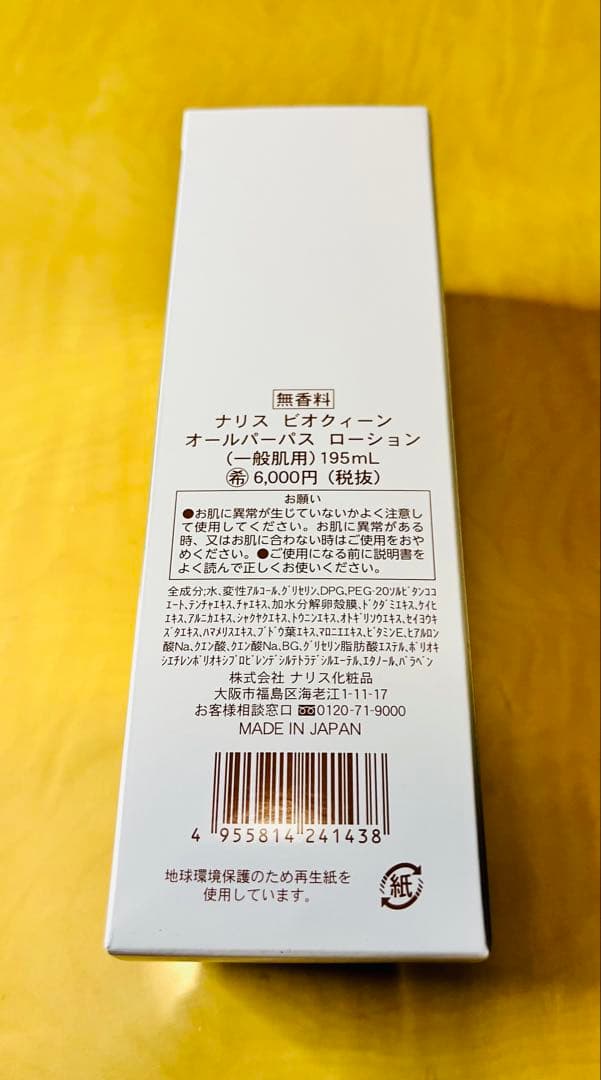 無香料
ナリス ビオクィーン
オールパーパス ローション
(一般肌用)195mL
㊒ 6,000円(税抜)
お願い
●お肌に異常が生じていないかよく注意し
て使用してください。お肌に異常がある
時、又はお肌に合わない時はご使用をおや
めください。●ご使用になる前に説明書を
よく読んで正しくお使いください。
全成分;水、変性アルコール、グリセリン、DPG、PEG-20ソルビタンココ
エート、テンチャエキス、チャエキス、加水分解卵殻膜、ドクダミエキス、ケイヒ
エキス、アルニカエキス、シャクヤクエキス、トウニンエキス、オトギリソウエキス、セイヨウキ
ズタエキス、ハマメリスエキス、ブドウ葉エキス、マロニエエキス、ビタミンE、ヒアルロン
酸Na、クエン酸、クエン酸Na、BG、グリセリン脂肪酸エステル、ポリオキ
シエチレンポリオキシプロピレンデシルテトラデシルエーテル、エタノール、パラベン
株式会社 ナリス化粧品
大阪市福島区海老江1-11-17
お客様相談窓口 0120-71-9000
MADE IN JAPAN
4 955814 241438
地球環境保護のため再生紙を
使用しています。
紙